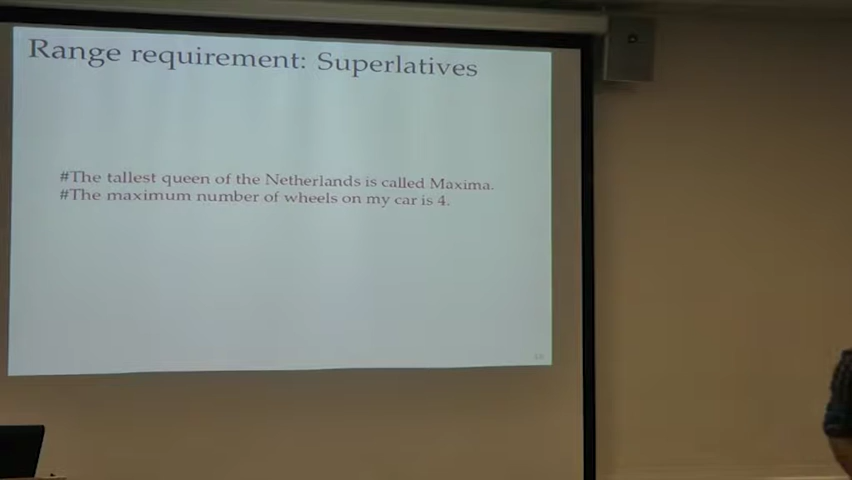 Range requirement: Superlatives
#The tallest queen of the Netherlands is called Maxima.
#The maximum number of wheels on my car is 4.